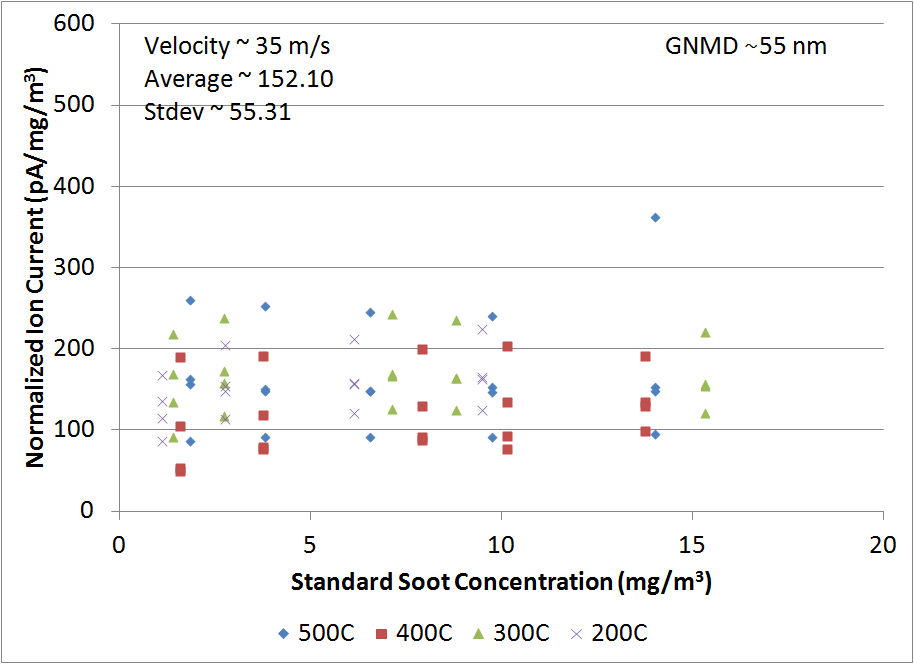 600
500
400
300
200
100
0
Normalized Ion Current (pA/mg/m³)
Velocity ~ 35 m/s
Average ~ 152.10
Stdev ~ 55.31
GNMD ~55 nm
0 5 10 15 20
Standard Soot Concentration (mg/m³)
500C 400C 300C 200C